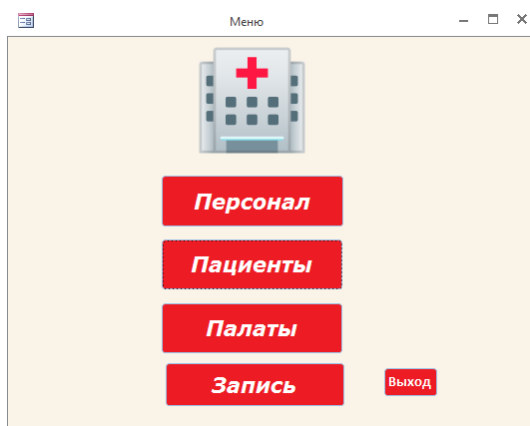 Меню
Персонал
Пациенты
Палаты
Запись
Выход